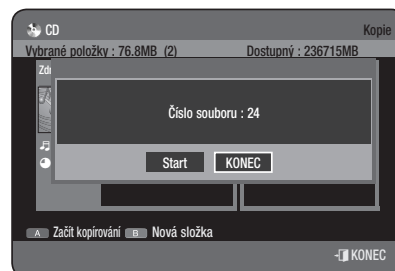 CD Kopie
Vybrané položky : 76.8MB (2) Dostupný : 236715MB
Číslo souboru : 24
Start KONEC
A Začít kopírování B Nová složka
KONEC